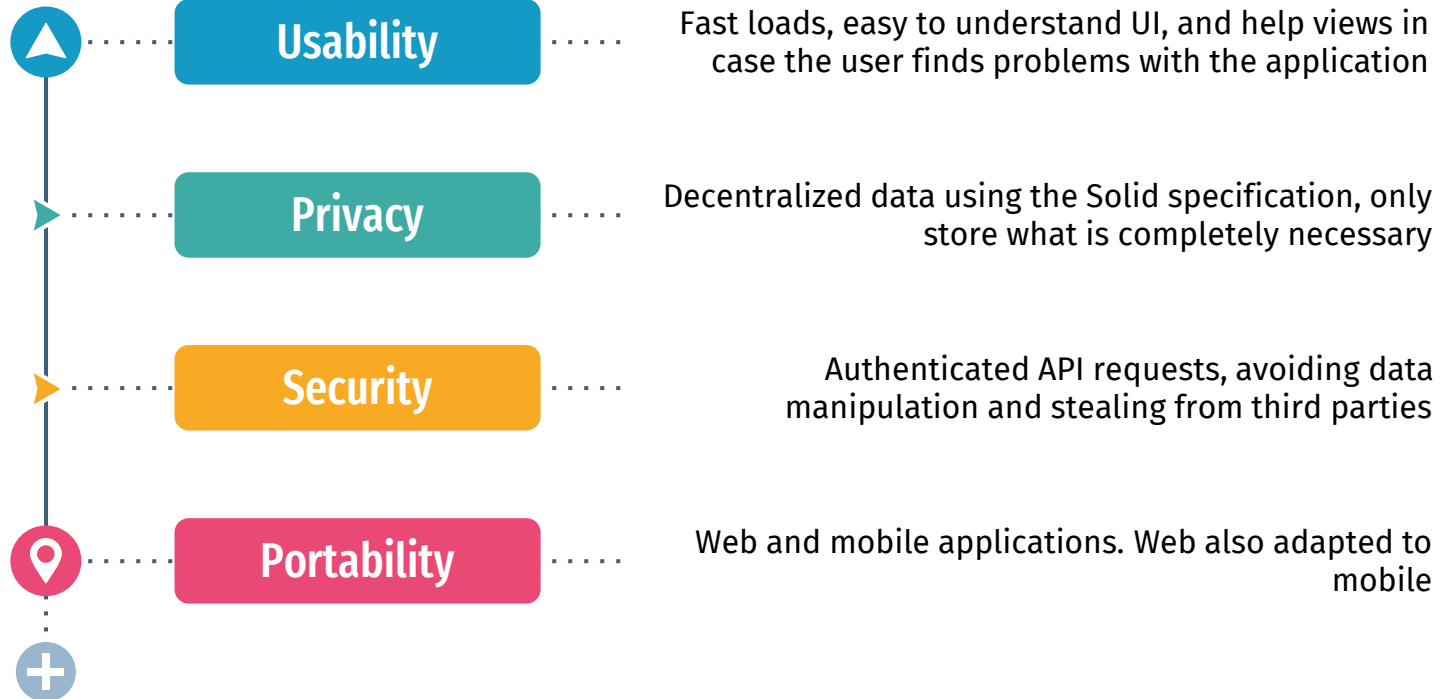 Usability
Fast loads, easy to understand UI, and help views in
case the user finds problems with the application
Privacy
Decentralized data using the Solid specification, only
store what is completely necessary
Security
Authenticated API requests, avoiding data
manipulation and stealing from third parties
Portability
Web and mobile applications. Web also adapted to
mobile